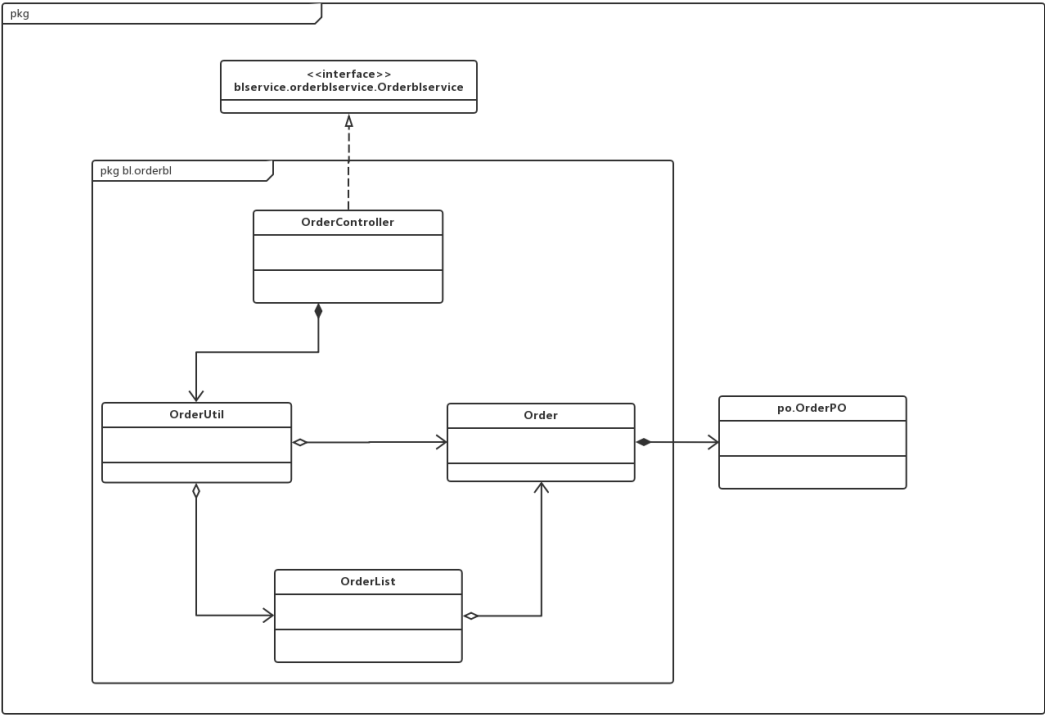 pkg
<<interface>>
blservice.orderblservice.Orderblservice
pkg bl.orderbl
OrderController
OrderUtil
Order
po.OrderPO
OrderList